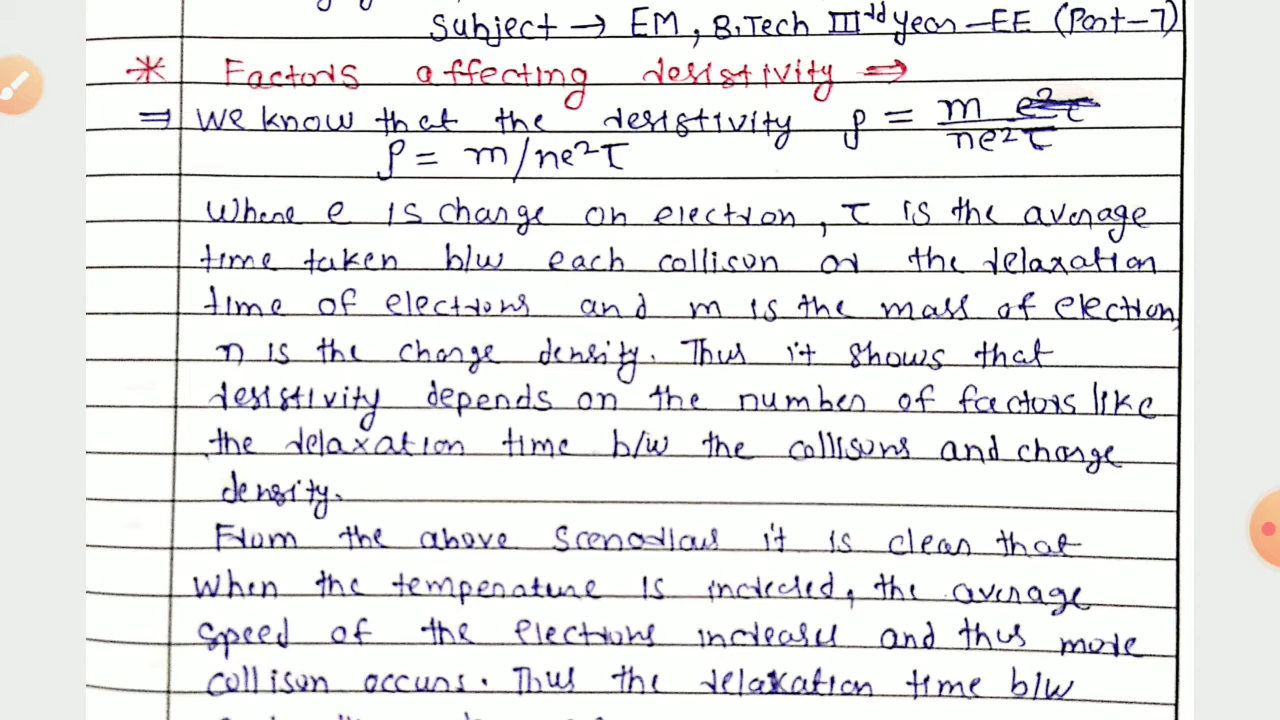 Subject → EM, B.Tech IIIrd Year - EE (Part-7)
* Factors affecting resistivity ⇒
⇒ We know that the resistivity ρ = m e²τ / ne²τ
ρ = m/ne²τ
Where e is charge on electron, τ is the average
time taken b/w each collison or the relaxation
time of electrons and m is the mass of electron,
n is the charge density. Thus it shows that
resistivity depends on the number of factors like
the relaxation time b/w the collisons and charge
density.
From the above Scenorious it is clear that
When the temperature is increased, the average
Speed of the electrons increases and thus more
collison occurs. Thus the relaxation time b/w